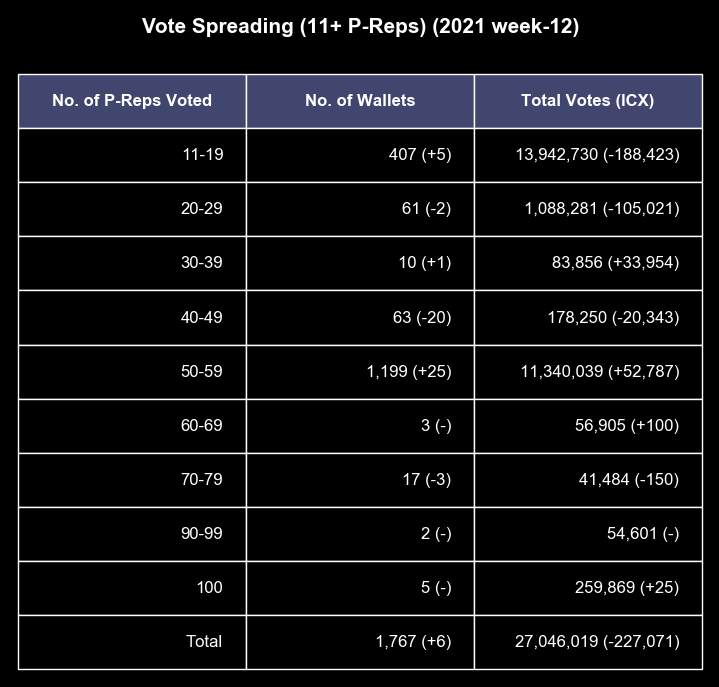 Vote Spreading (11+ P-Reps) (2021 week-12)
No. of P-Reps Voted No. of Wallets Total Votes (ICX)
11-19 407 (+5) 13,942,730 (-188,423)
20-29 61 (-2) 1,088,281 (-105,021)
30-39 10 (+1) 83,856 (+33,954)
40-49 63 (-20) 178,250 (-20,343)
50-59 1,199 (+25) 11,340,039 (+52,787)
60-69 3 (-) 56,905 (+100)
70-79 17 (-3) 41,484 (-150)
90-99 2 (-) 54,601 (-)
100 5 (-) 259,869 (+25)
Total 1,767 (+6) 27,046,019 (-227,071)